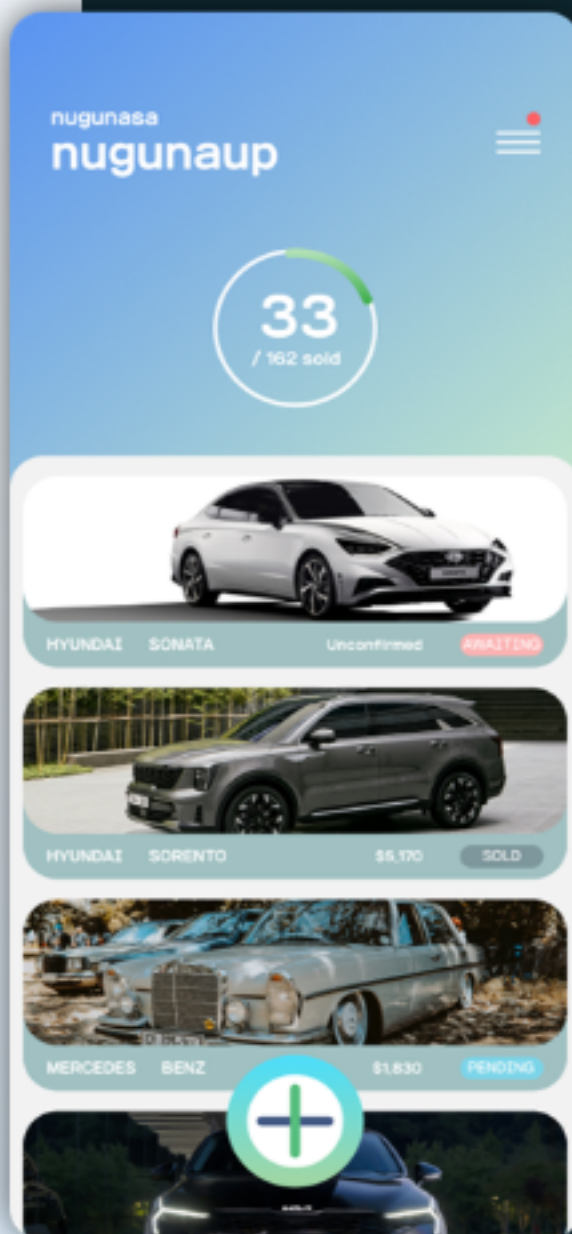 nugunasa
nugunaup
33
/ 162 sold
HYUNDAI SONATA Unconfirmed AWAITING
HYUNDAI SORENTO $5,170 SOLD
MERCEDES BENZ $1,830 PENDING